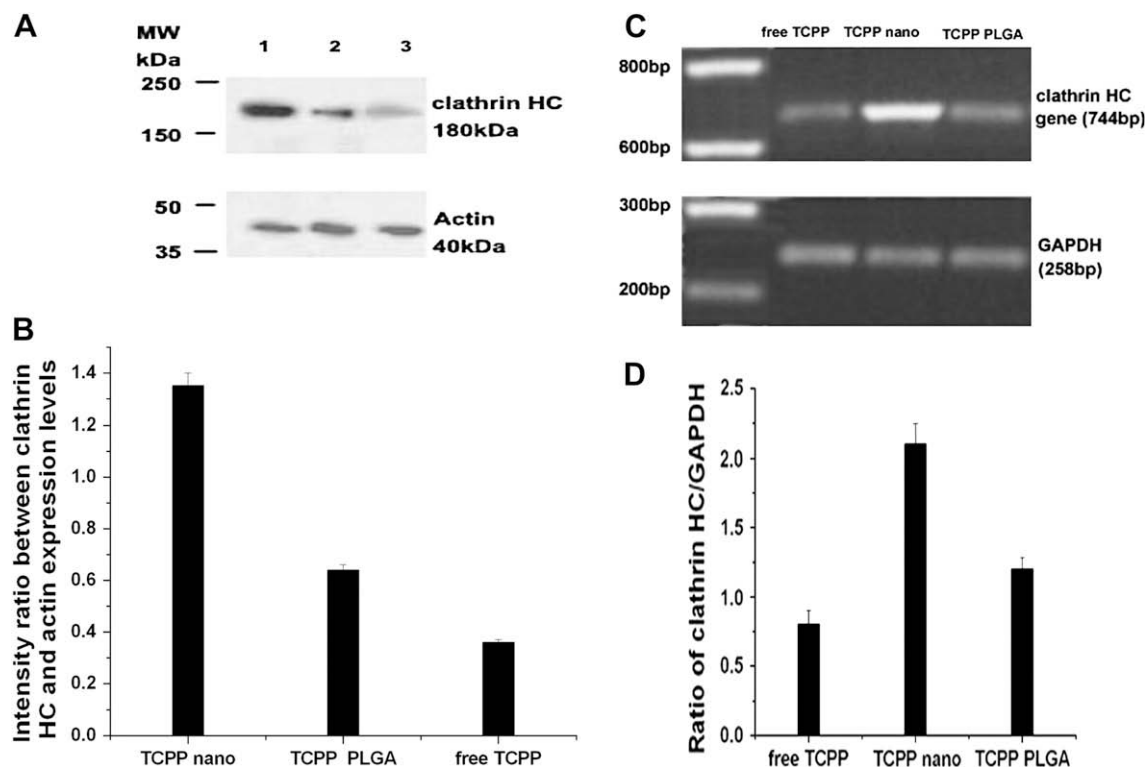 A
MW
kDa
1 2 3
250
150
clathrin HC
180kDa
50
35
Actin
40kDa
B
Intensity ratio between clathrin
HC and actin expression levels
1.4
1.2
1.0
0.8
0.6
0.4
0.2
0.0
TCPP nano TCPP PLGA free TCPP
C
free TCPP TCPP nano TCPP PLGA
800bp
600bp
clathrin HC
gene (744bp)
300bp
200bp
GAPDH
(258bp)
D
Ratio of clathrin HC/GAPDH
2.5
2.0
1.5
1.0
0.5
0.0
free TCPP TCPP nano TCPP PLGA